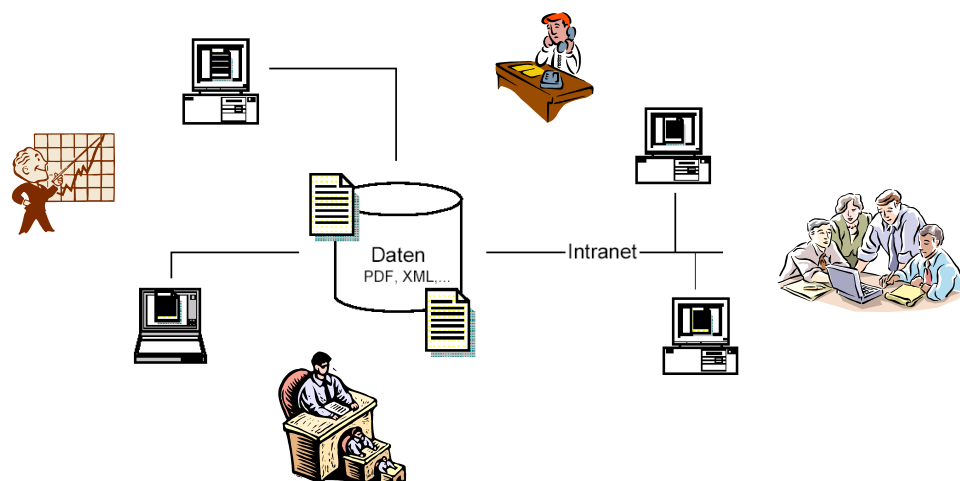 Daten
PDF, XML,...
Intranet